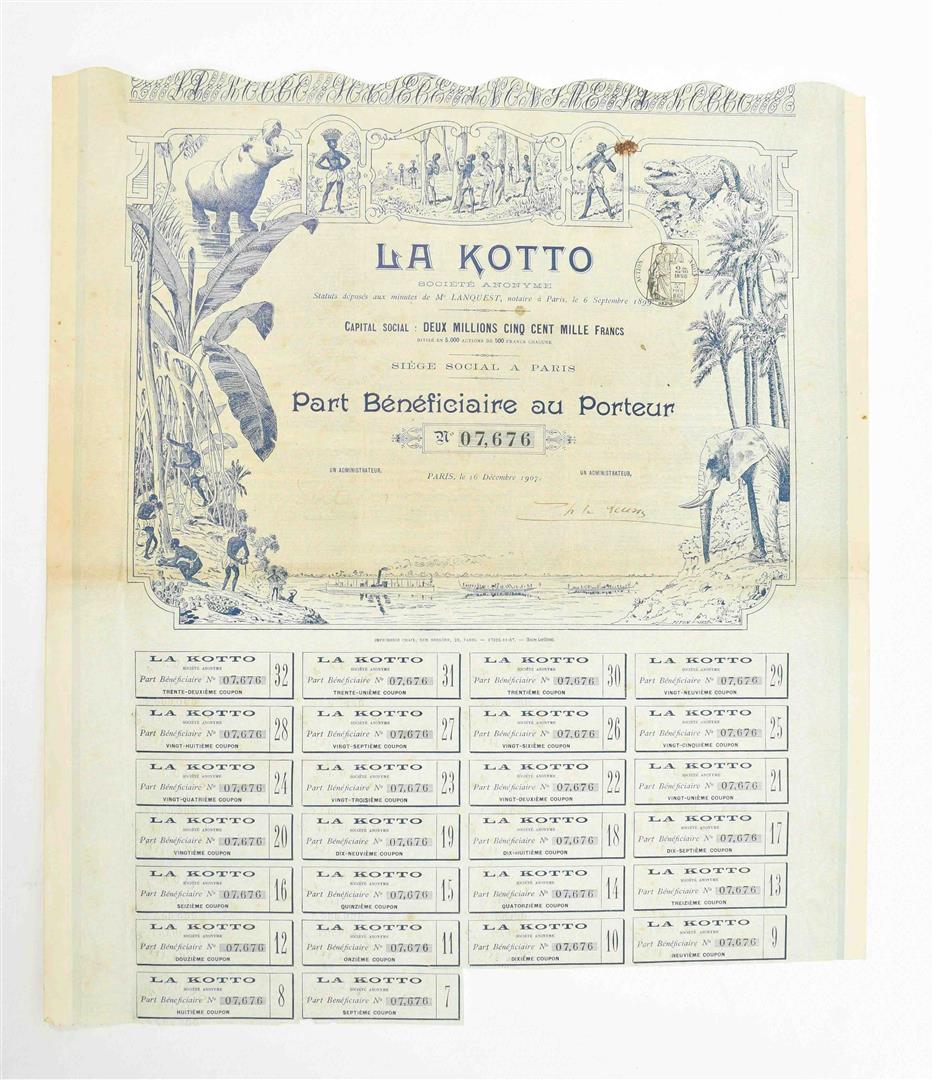 LA KOTTO SOCIÉTÉ ANONYME LA KOTTO
LA KOTTO
SOCIÉTÉ ANONYME
Statuts déposés aux minutes de Me LANQUEST, notaire à Paris, le 6 Septembre 1899
CAPITAL SOCIAL : DEUX MILLIONS CINQ CENT MILLE FRANCS
DIVISÉ EN 5.000 ACTIONS DE 500 FRANCS CHACUNE
SIÉGE SOCIAL A PARIS
Part Bénéficiaire au Porteur
No 07,676
UN ADMINISTRATEUR,
UN ADMINISTRATEUR,
PARIS, le 16 Décembre 1907.
LA KOTTO
SOCIÉTÉ ANONYME
Part Bénéficiaire No 07,676 32
TRENTE-DEUXIÈME COUPON
LA KOTTO
SOCIÉTÉ ANONYME
Part Bénéficiaire No 07,676 31
TRENTE-UNIÈME COUPON
LA KOTTO
SOCIÉTÉ ANONYME
Part Bénéficiaire No 07,676 30
TRENTIÈME COUPON
LA KOTTO
SOCIÉTÉ ANONYME
Part Bénéficiaire No 07,676 29
VINGT-NEUVIÈME COUPON
LA KOTTO
SOCIÉTÉ ANONYME
Part Bénéficiaire No 07,676 28
VINGT-HUITIÈME COUPON
LA KOTTO
SOCIÉTÉ ANONYME
Part Bénéficiaire No 07,676 27
VINGT-SEPTIÈME COUPON
LA KOTTO
SOCIÉTÉ ANONYME
Part Bénéficiaire No 07,676 26
VINGT-SIXIÈME COUPON
LA KOTTO
SOCIÉTÉ ANONYME
Part Bénéficiaire No 07,676 25
VINGT-CINQUIÈME COUPON
LA KOTTO
SOCIÉTÉ ANONYME
Part Bénéficiaire No 07,676 24
VINGT-QUATRIÈME COUPON
LA KOTTO
SOCIÉTÉ ANONYME
Part Bénéficiaire No 07,676 23
VINGT-TROISIÈME COUPON
LA KOTTO
SOCIÉTÉ ANONYME
Part Bénéficiaire No 07,676 22
VINGT-DEUXIÈME COUPON
LA KOTTO
SOCIÉTÉ ANONYME
Part Bénéficiaire No 07,676 21
VINGT-UNIÈME COUPON
LA KOTTO
SOCIÉTÉ ANONYME
Part Bénéficiaire No 07,676 20
VINGTIÈME COUPON
LA KOTTO
SOCIÉTÉ ANONYME
Part Bénéficiaire No 07,676 19
DIX-NEUVIÈME COUPON
LA KOTTO
SOCIÉTÉ ANONYME
Part Bénéficiaire No 07,676 18
DIX-HUITIÈME COUPON
LA KOTTO
SOCIÉTÉ ANONYME
Part Bénéficiaire No 07,676 17
DIX-SEPTIÈME COUPON
LA KOTTO
SOCIÉTÉ ANONYME
Part Bénéficiaire No 07,676 16
SEIZIÈME COUPON
LA KOTTO
SOCIÉTÉ ANONYME
Part Bénéficiaire No 07,676 15
QUINZIÈME COUPON
LA KOTTO
SOCIÉTÉ ANONYME
Part Bénéficiaire No 07,676 14
QUATORZIÈME COUPON
LA KOTTO
SOCIÉTÉ ANONYME
Part Bénéficiaire No 07,676 13
TREIZIÈME COUPON
LA KOTTO
SOCIÉTÉ ANONYME
Part Bénéficiaire No 07,676 12
DOUZIÈME COUPON
LA KOTTO
SOCIÉTÉ ANONYME
Part Bénéficiaire No 07,676 11
ONZIÈME COUPON
LA KOTTO
SOCIÉTÉ ANONYME
Part Bénéficiaire No 07,676 10
DIXIÈME COUPON
LA KOTTO
SOCIÉTÉ ANONYME
Part Bénéficiaire No 07,676 9
NEUVIÈME COUPON
LA KOTTO
SOCIÉTÉ ANONYME
Part Bénéficiaire No 07,676 8
HUITIÈME COUPON
LA KOTTO
SOCIÉTÉ ANONYME
Part Bénéficiaire No 07,676 7
SEPTIÈME COUPON